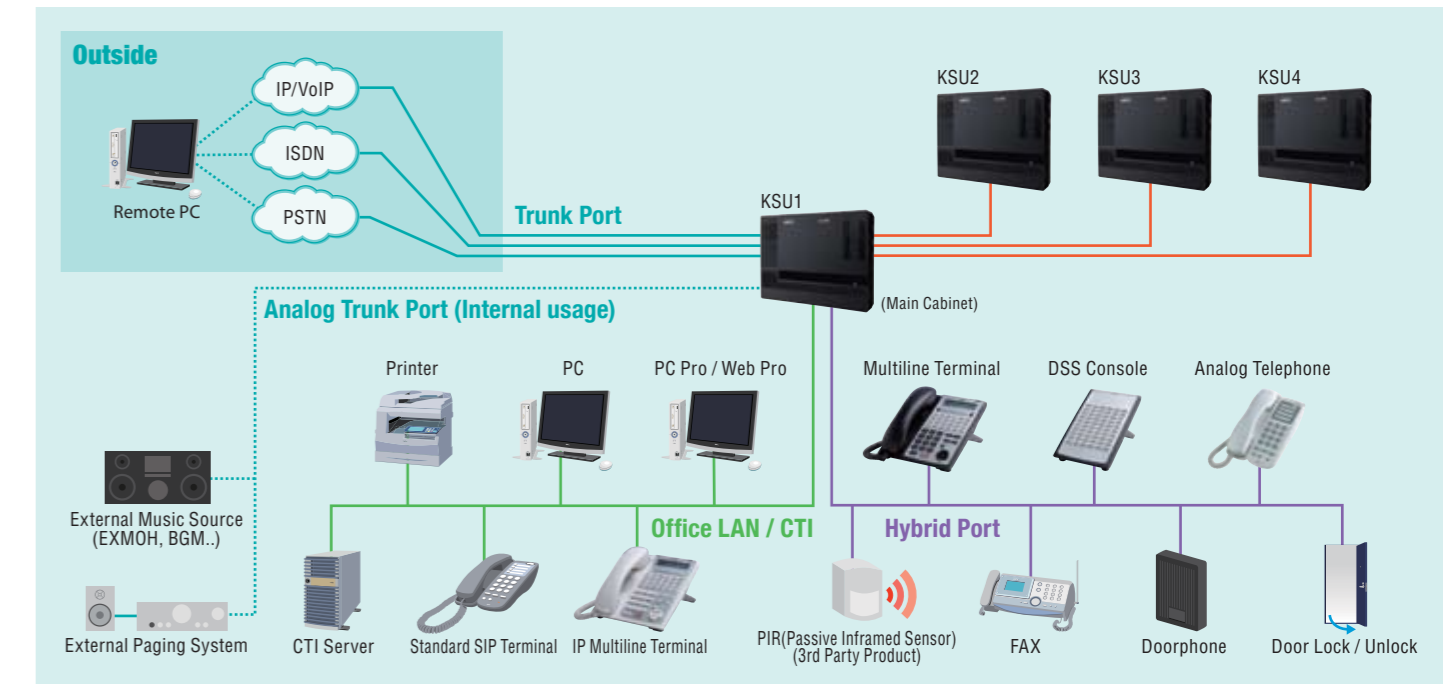 Outside
IP/VoIP
ISDN
PSTN
Remote PC
Trunk Port
KSU1
KSU2
KSU3
KSU4
(Main Cabinet)
Analog Trunk Port (Internal usage)
Printer
PC
PC Pro / Web Pro
Multiline Terminal
DSS Console
Analog Telephone
External Music Source
(EXMOH, BGM..)
Office LAN / CTI
Hybrid Port
External Paging System
CTI Server
Standard SIP Terminal
IP Multiline Terminal
PIR(Passive Inframed Sensor)
(3rd Party Product)
FAX
Doorphone
Door Lock / Unlock